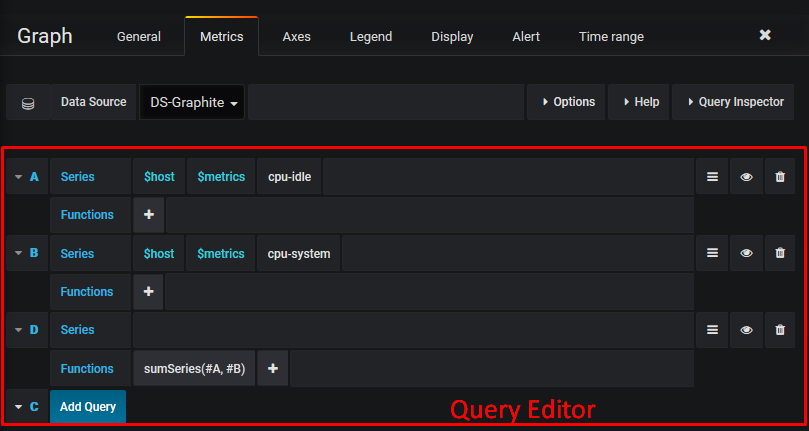 Graph General Metrics Axes Legend Display Alert Time range
Data Source DS-Graphite Options Help Query Inspector
A Series $host $metrics cpu-idle
Functions +
B Series $host $metrics cpu-system
Functions +
D Series
Functions sumSeries(#A, #B) +
C Add Query Query Editor